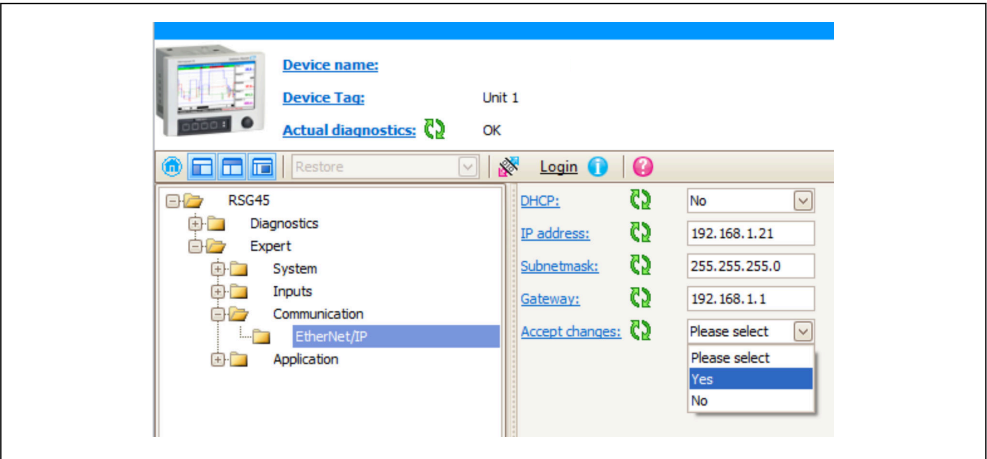 Device name:
Device Tag: Unit 1
Actual diagnostics: OK
Restore Login
RSG45
Diagnostics
Expert
System
Inputs
Communication
EtherNet/IP
Application
DHCP: No
IP address: 192.168.1.21
Subnetmask: 255.255.255.0
Gateway: 192.168.1.1
Accept changes: Please select
Please select
Yes
No